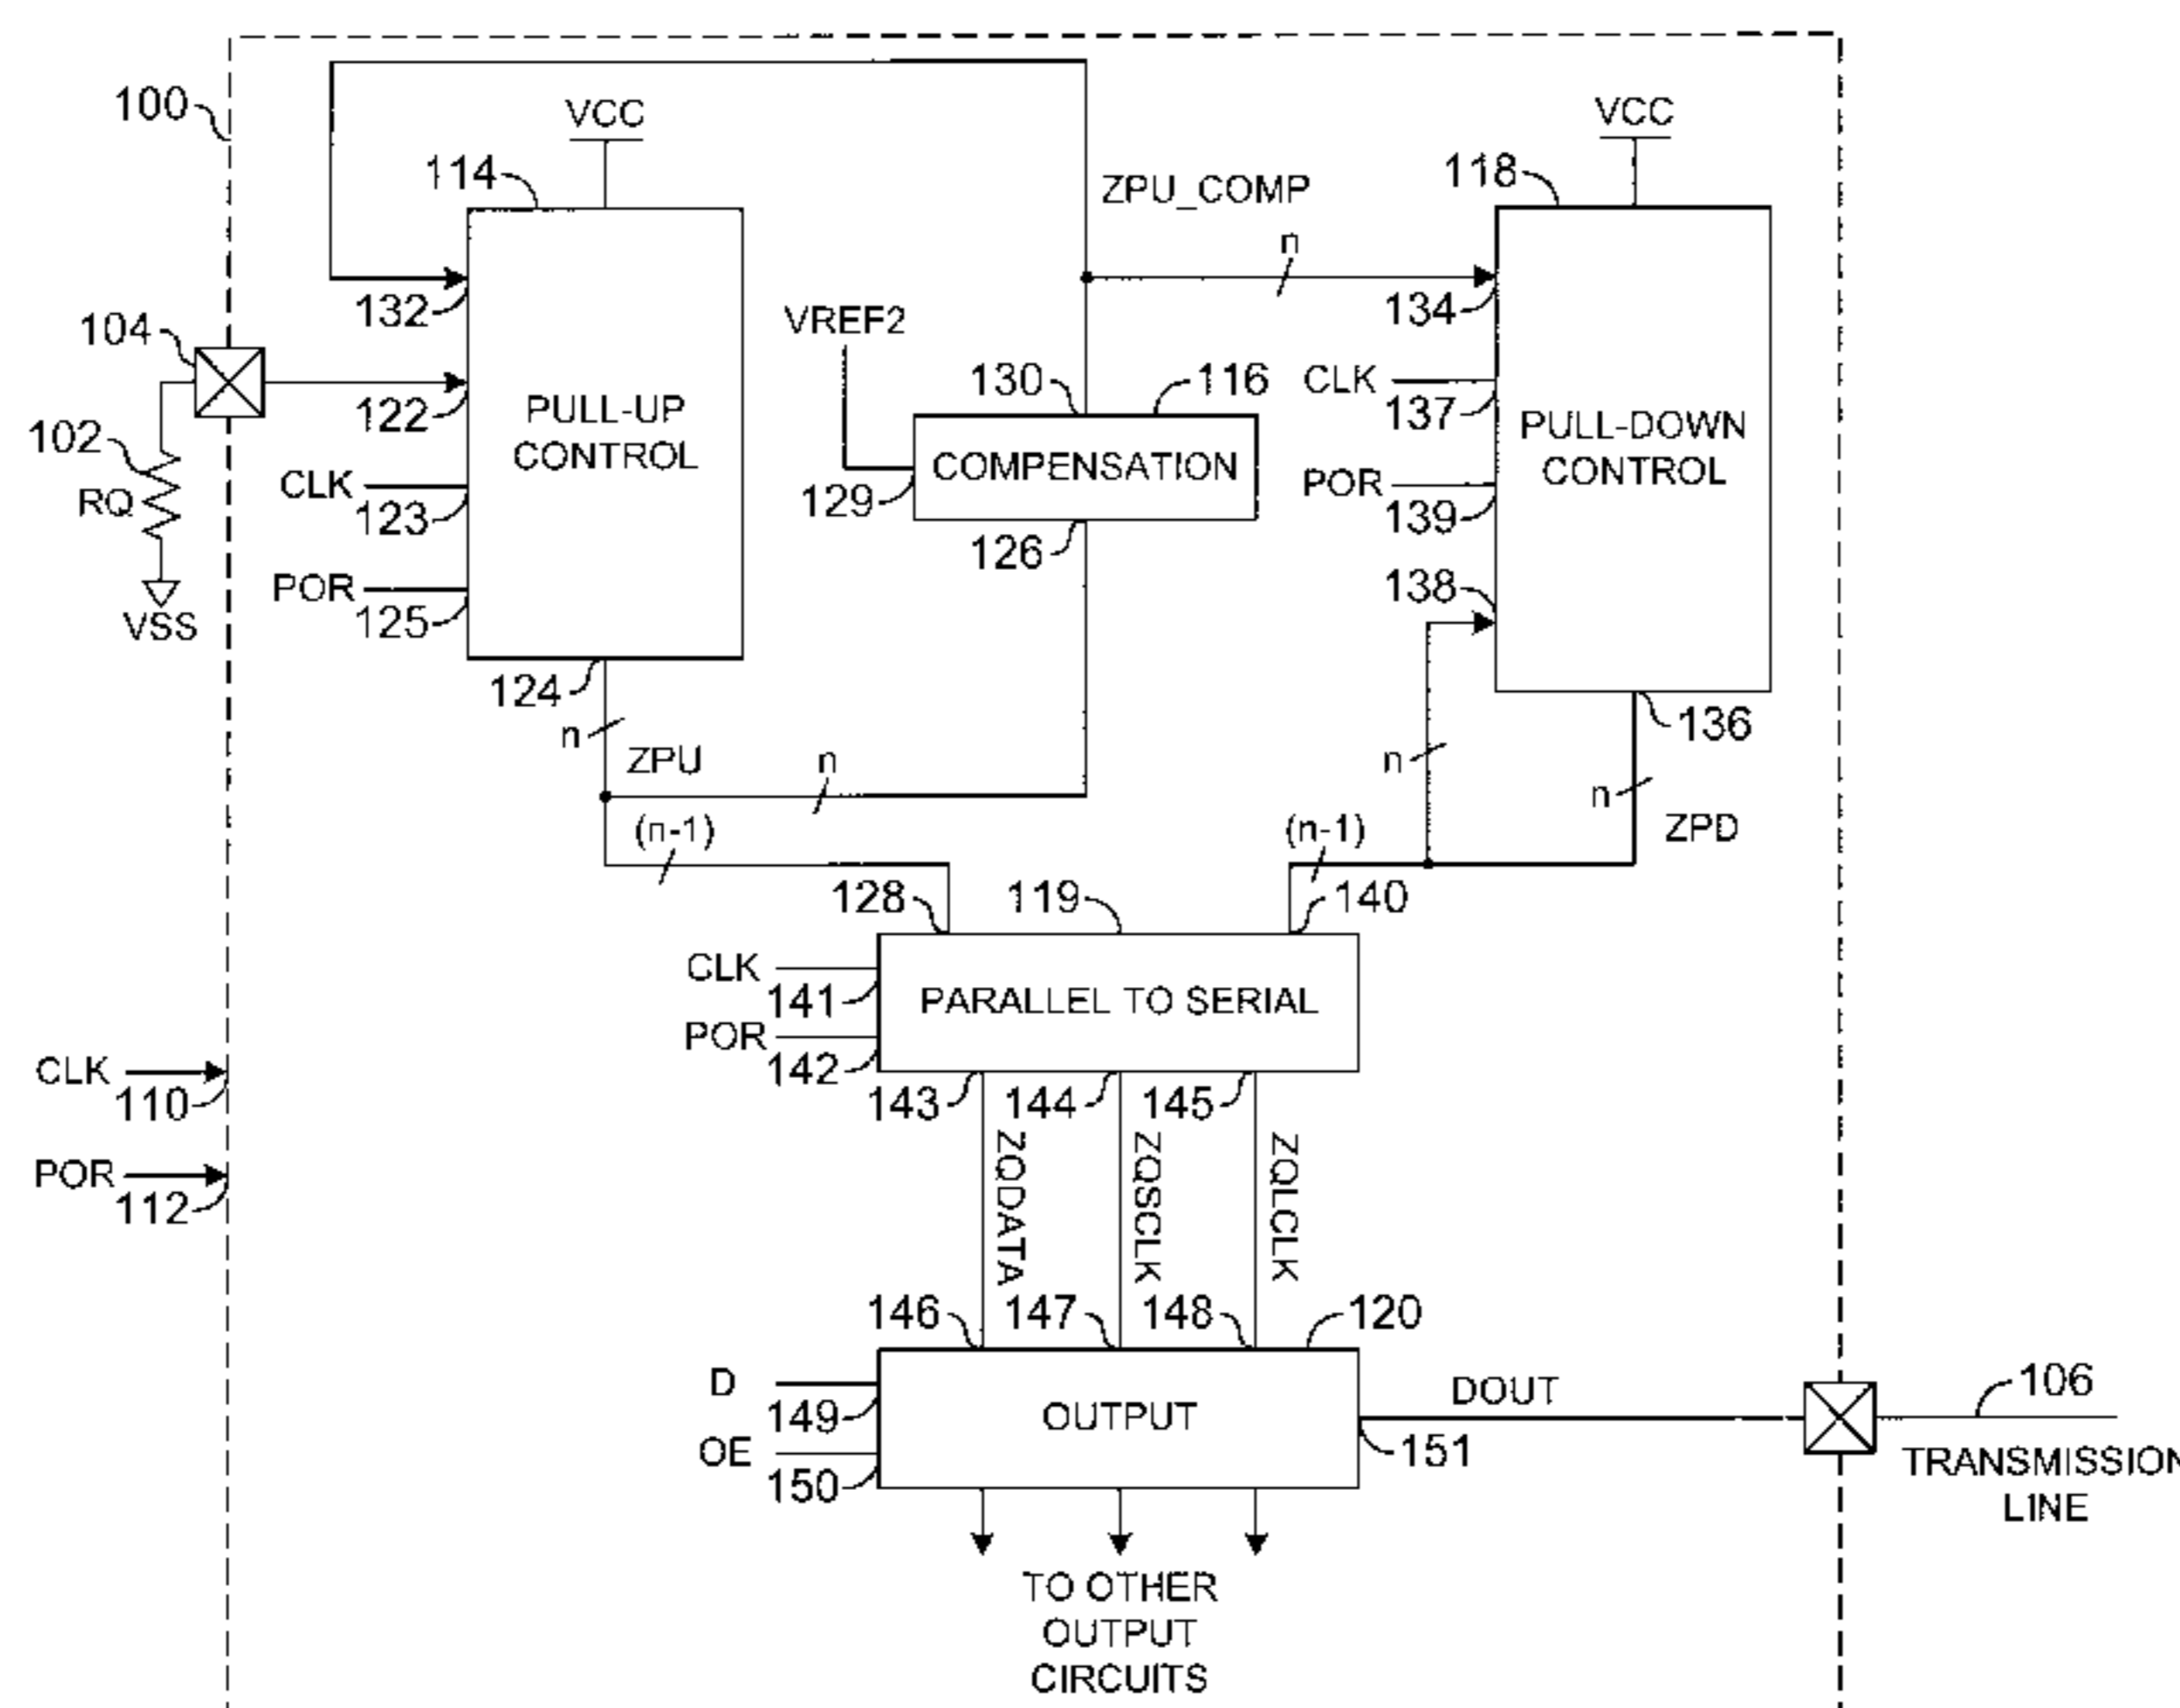 100
VCC
VCC
114
ZPU_COMP
118
n
132
134
104
VREF2
122
130
116
CLK
137
PULL-UP
CONTROL
PULL-DOWN
CONTROL
102
RQ
CLK
123
COMPENSATION
129
POR
139
126
POR
125
138
VSS
124
n
ZPU
n
136
n
n
ZPD
(n-1)
(n-1)
128
119
140
CLK
141
PARALLEL TO SERIAL
POR
142
CLK
110
143
144
145
POR
112
ZQDATA
ZQSCLK
ZQLCLK
146
147
148
120
D
149
OUTPUT
DOUT
106
OE
150
151
TRANSMISSION
LINE
TO OTHER
OUTPUT
CIRCUITS